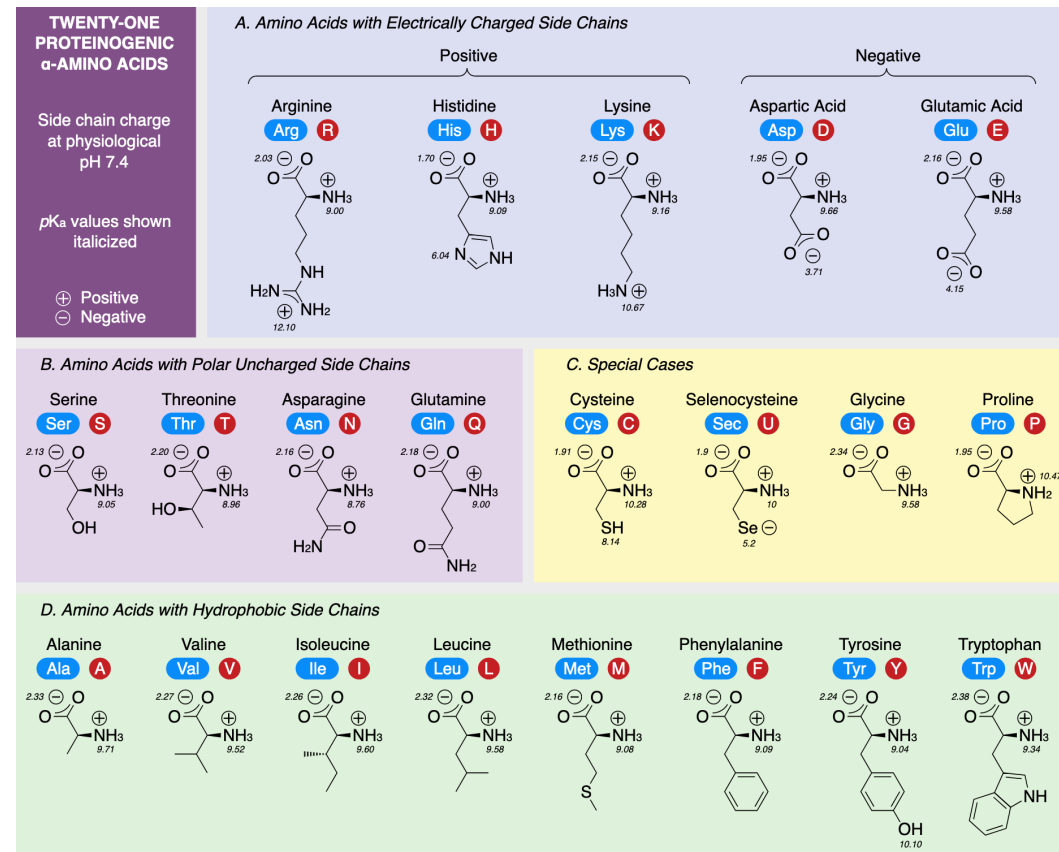 TWENTY-ONE
PROTEINOGENIC
α-AMINO ACIDS
Side chain charge
at physiological
pH 7.4
pKa values shown
italicized
⊕ Positive
⊖ Negative
A. Amino Acids with Electrically Charged Side Chains
Positive
Negative
Arginine
Arg R
2.03 ⊖ O
O ⊕
NH3
9.00
NH
H2N
NH2
⊕
12.10
Histidine
His H
1.70 ⊖ O
O ⊕
NH3
9.09
6.04 N
NH
Lysine
Lys K
2.15 ⊖ O
O ⊕
NH3
9.16
H3N ⊕
10.67
Aspartic Acid
Asp D
1.95 ⊖ O
O ⊕
NH3
9.66
O
O ⊖
3.71
Glutamic Acid
Glu E
2.16 ⊖ O
O ⊕
NH3
9.58
O
O
⊖
4.15
B. Amino Acids with Polar Uncharged Side Chains
Serine
Ser S
2.13 ⊖ O
O ⊕
NH3
9.05
OH
Threonine
Thr T
2.20 ⊖ O
O ⊕
NH3
8.96
HO
Asparagine
Asn N
2.16 ⊖ O
O ⊕
NH3
8.76
O
H2N
Glutamine
Gln Q
2.18 ⊖ O
O ⊕
NH3
9.00
O
NH2
C. Special Cases
Cysteine
Cys C
1.91 ⊖ O
O ⊕
NH3
10.28
SH
8.14
Selenocysteine
Sec U
1.9 ⊖ O
O ⊕
NH3
10
Se ⊖
5.2
Glycine
Gly G
2.34 ⊖ O
O ⊕
NH3
9.58
Proline
Pro P
1.95 ⊖ O
O ⊕ 10.47
NH2
D. Amino Acids with Hydrophobic Side Chains
Alanine
Ala A
2.33 ⊖ O
O ⊕
NH3
9.71
Valine
Val V
2.27 ⊖ O
O ⊕
NH3
9.52
Isoleucine
Ile I
2.26 ⊖ O
O ⊕
NH3
9.60
Leucine
Leu L
2.32 ⊖ O
O ⊕
NH3
9.58
Methionine
Met M
2.16 ⊖ O
O ⊕
NH3
9.08
S
Phenylalanine
Phe F
2.18 ⊖ O
O ⊕
NH3
9.09
Tyrosine
Tyr Y
2.24 ⊖ O
O ⊕
NH3
9.04
OH
10.10
Tryptophan
Trp W
2.38 ⊖ O
O ⊕
NH3
9.34
NH